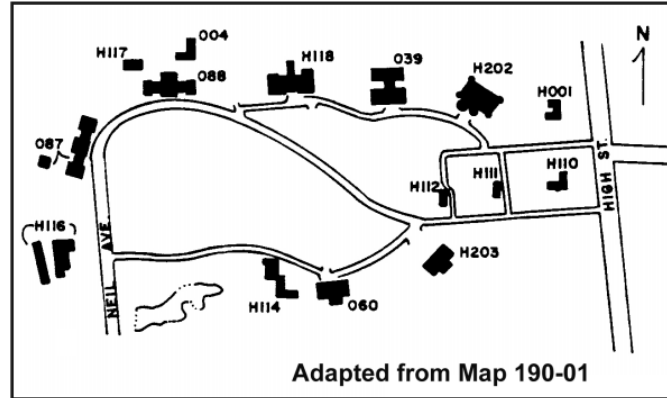 N
004
H117
H118
039
088
H202
H001
087
H110
H111
H112
HIGH ST.
H116
NEIL AVE.
H203
H114
060
Adapted from Map 190-01